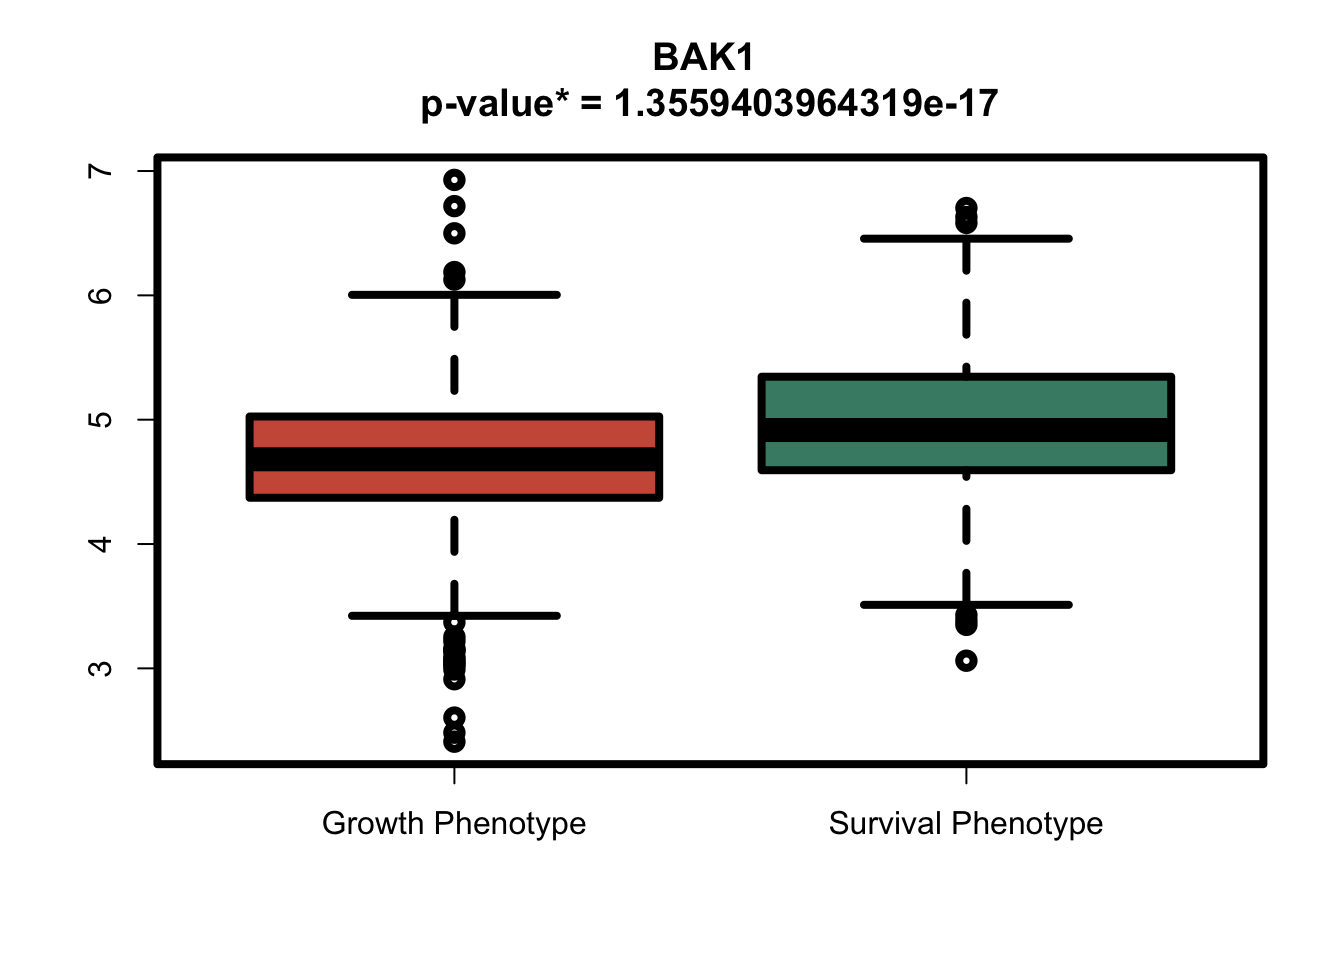 BAK1
p-value* = 1.3559403964319e-17
7
6
5
4
3
Growth Phenotype
Survival Phenotype